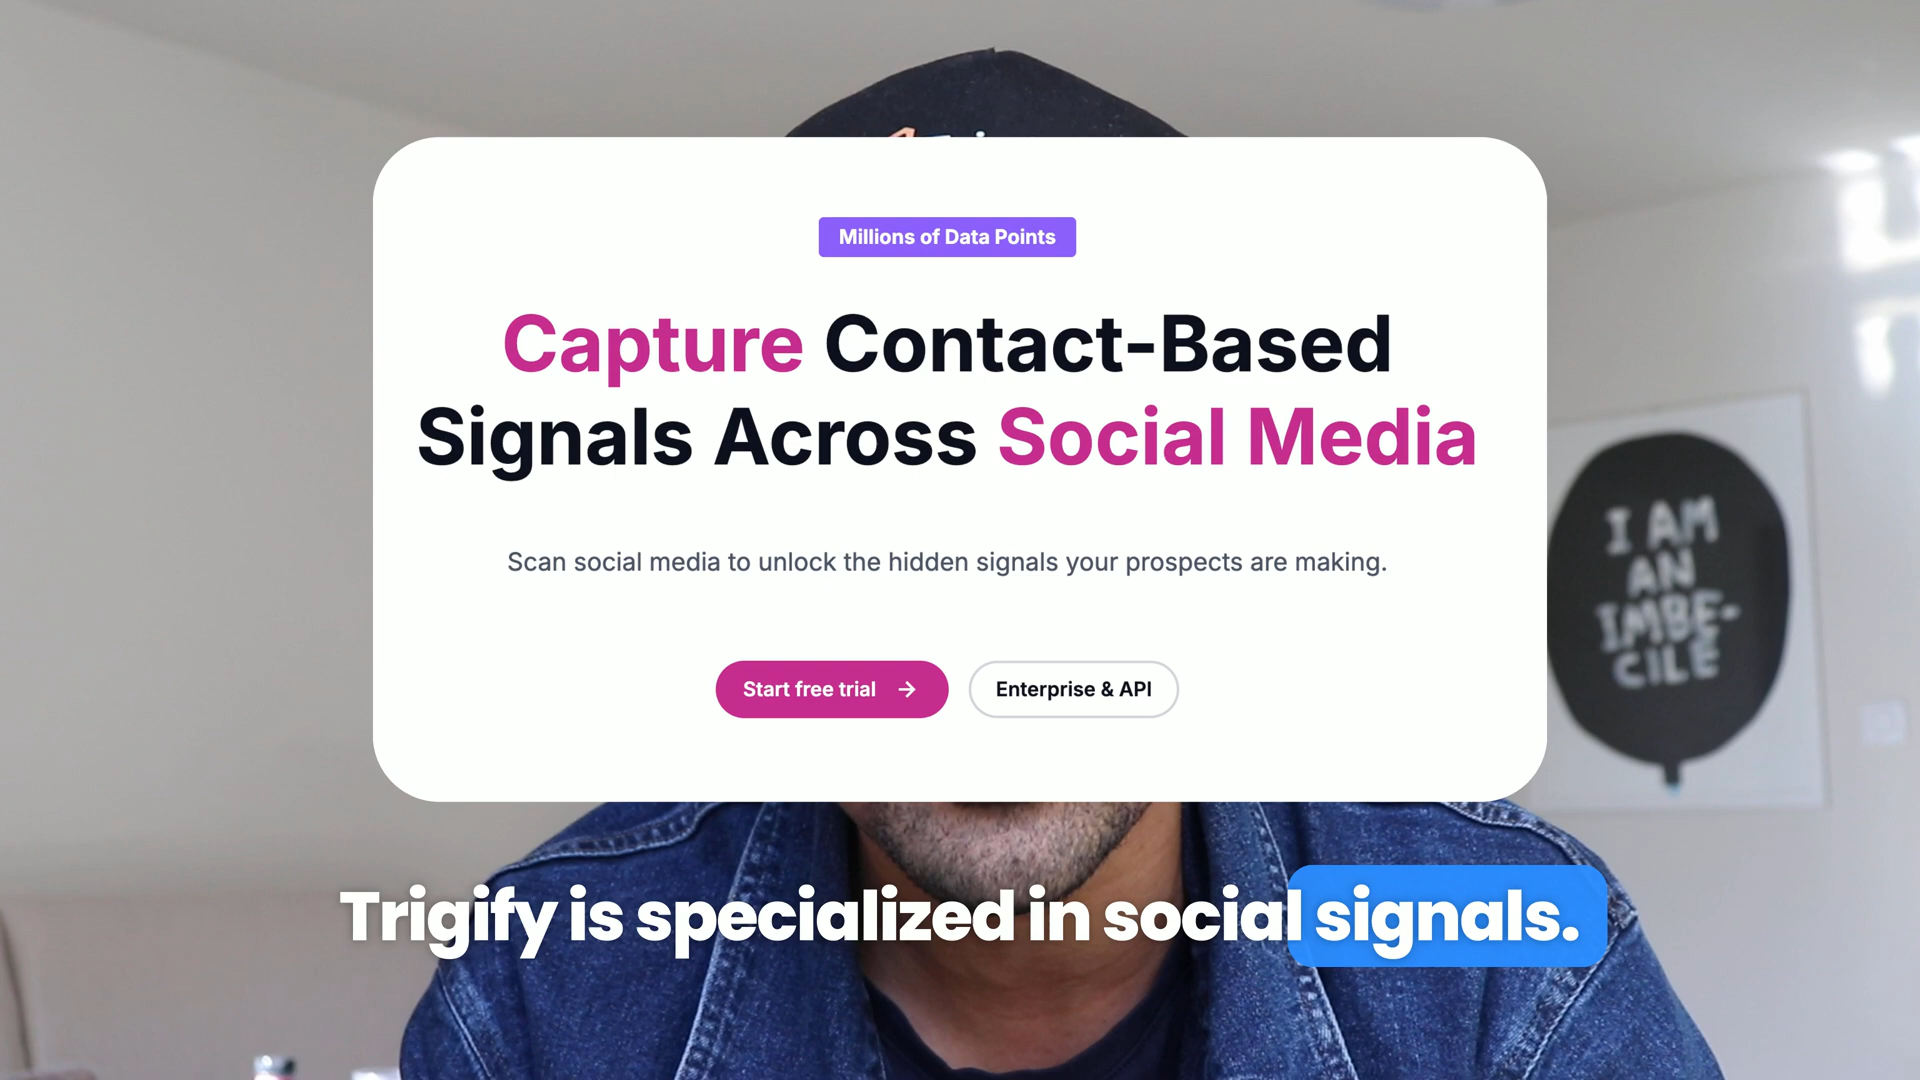 Millions of Data Points
Capture Contact-Based
Signals Across Social Media
Scan social media to unlock the hidden signals your prospects are making.
Start free trial →
Enterprise & API
I AM
AN
IMBE-
CILE
Trigify is specialized in social signals.